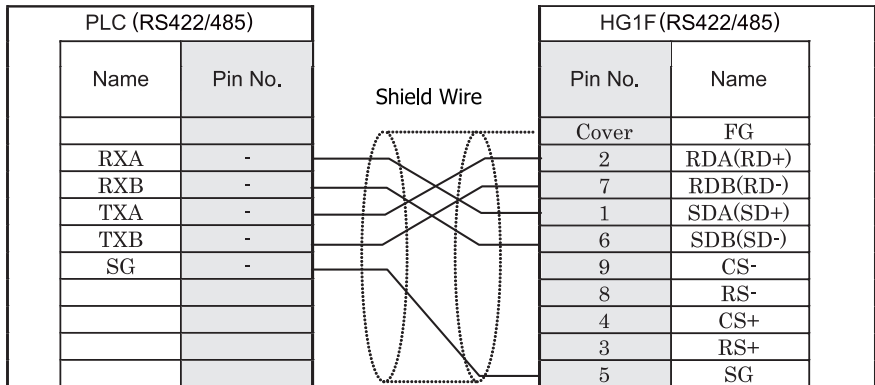 PLC (RS422/485) HG1F(RS422/485)
Name Pin No. Shield Wire Pin No. Name
Cover FG
RXA - 2 RDA(RD+)
RXB - 7 RDB(RD-)
TXA - 1 SDA(SD+)
TXB - 6 SDB(SD-)
SG - 9 CS-
8 RS-
4 CS+
3 RS+
5 SG